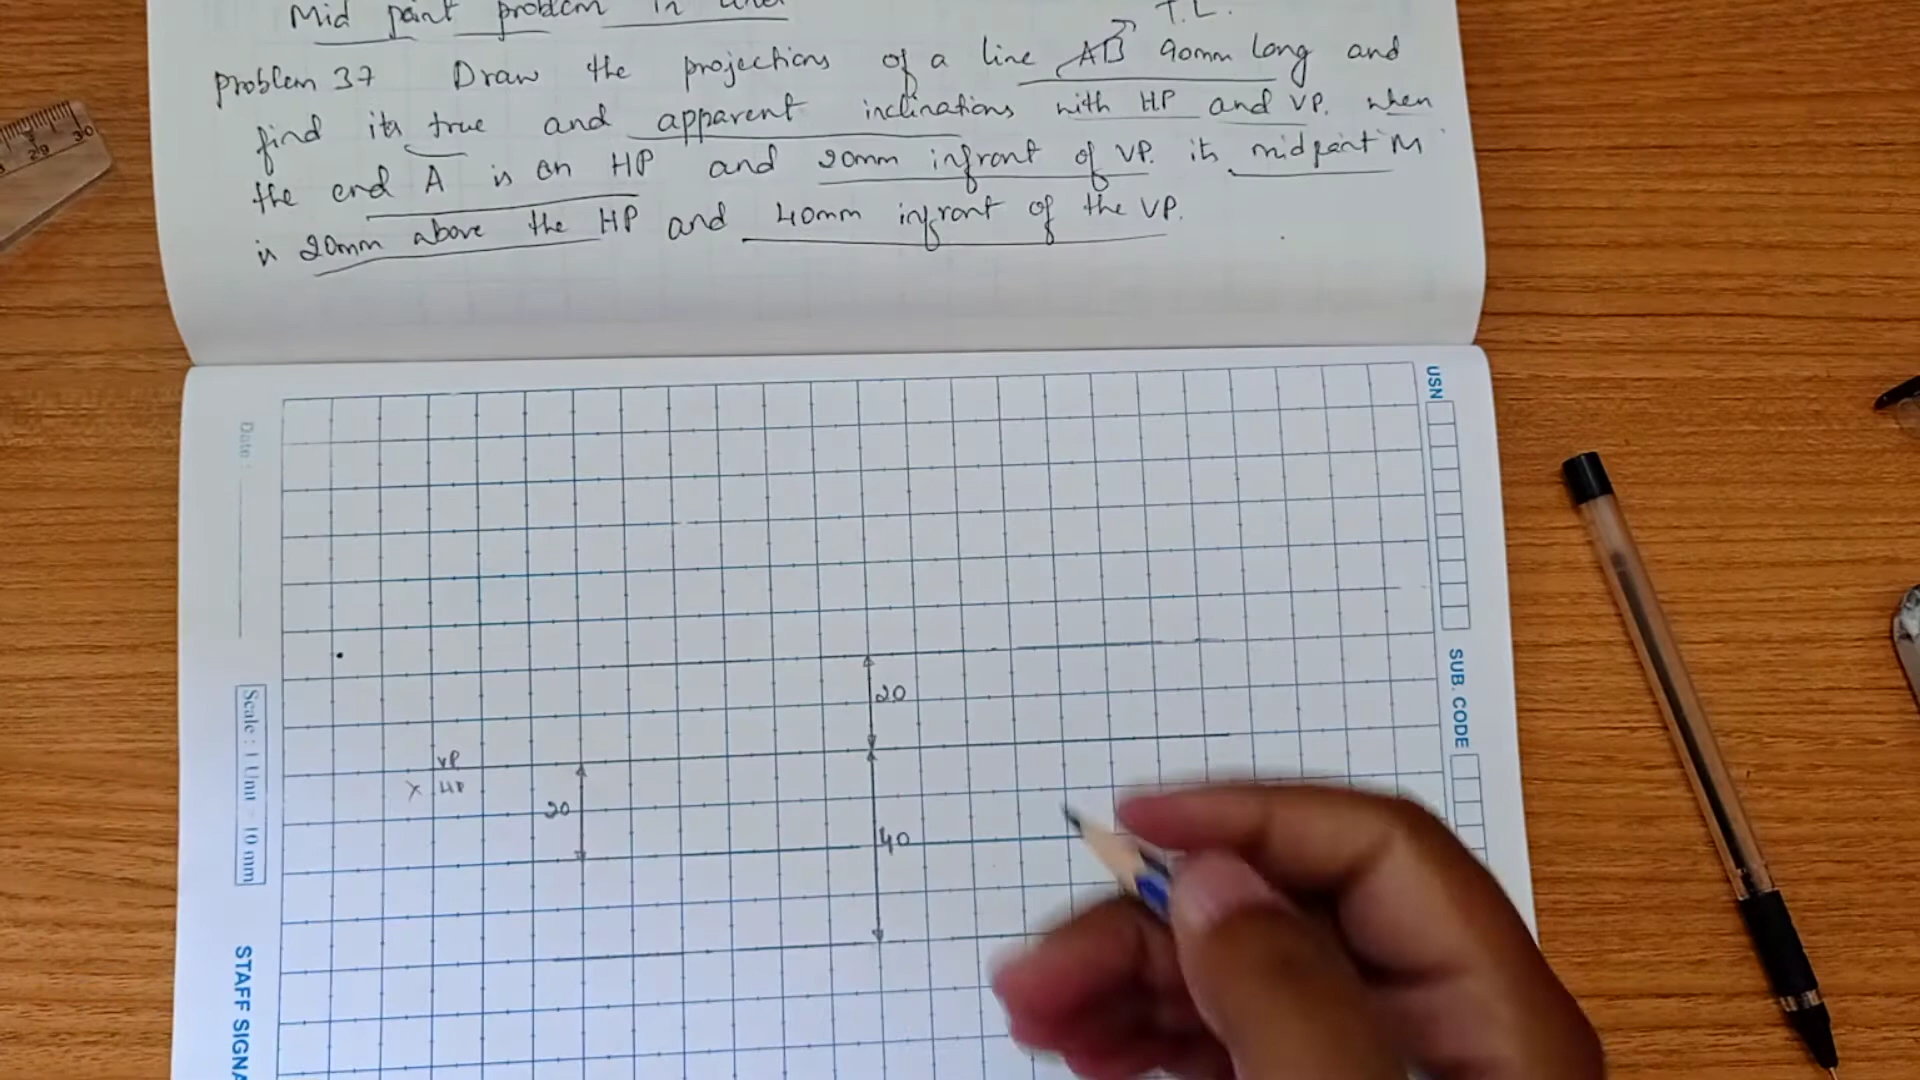 Mid point problem in
T.L.
problem 37 Draw the projections of a line AB 90mm long and
find its true and apparent inclinations with HP and VP. when
the end A is on HP and 20mm infront of VP. its midpoint M
is 20mm above the HP and 40mm infront of the VP.
29 30
USN
Date :
20
VP
X HP
20
40
SUB. CODE
Scale : 1 Unit = 10 mm
STAFF SIGNA